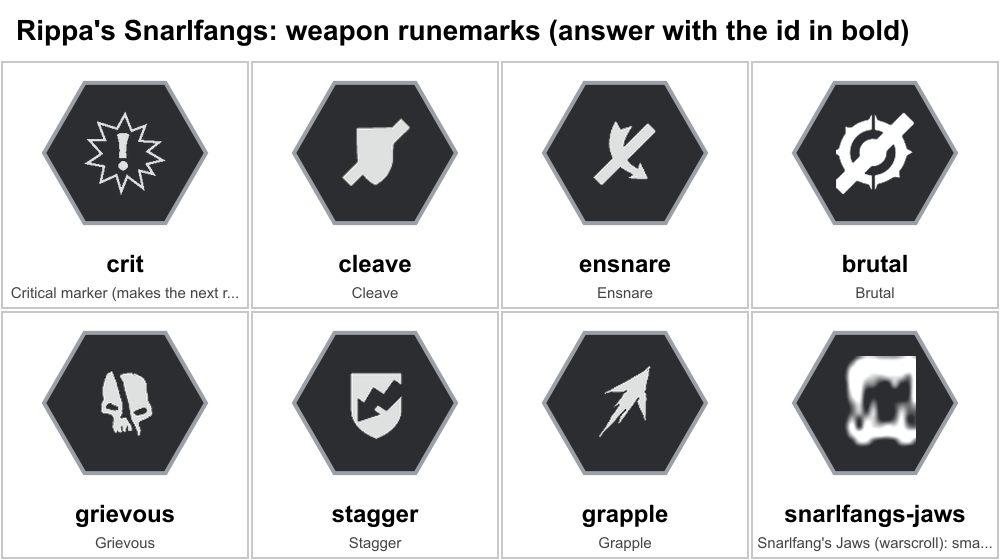 Rippa's Snarlfangs: weapon runemarks (answer with the id in bold)
crit
Critical marker (makes the next r...
cleave
Cleave
ensnare
Ensnare
brutal
Brutal
grievous
Grievous
stagger
Stagger
grapple
Grapple
snarlfangs-jaws
Snarlfang's Jaws (warscroll): sma...